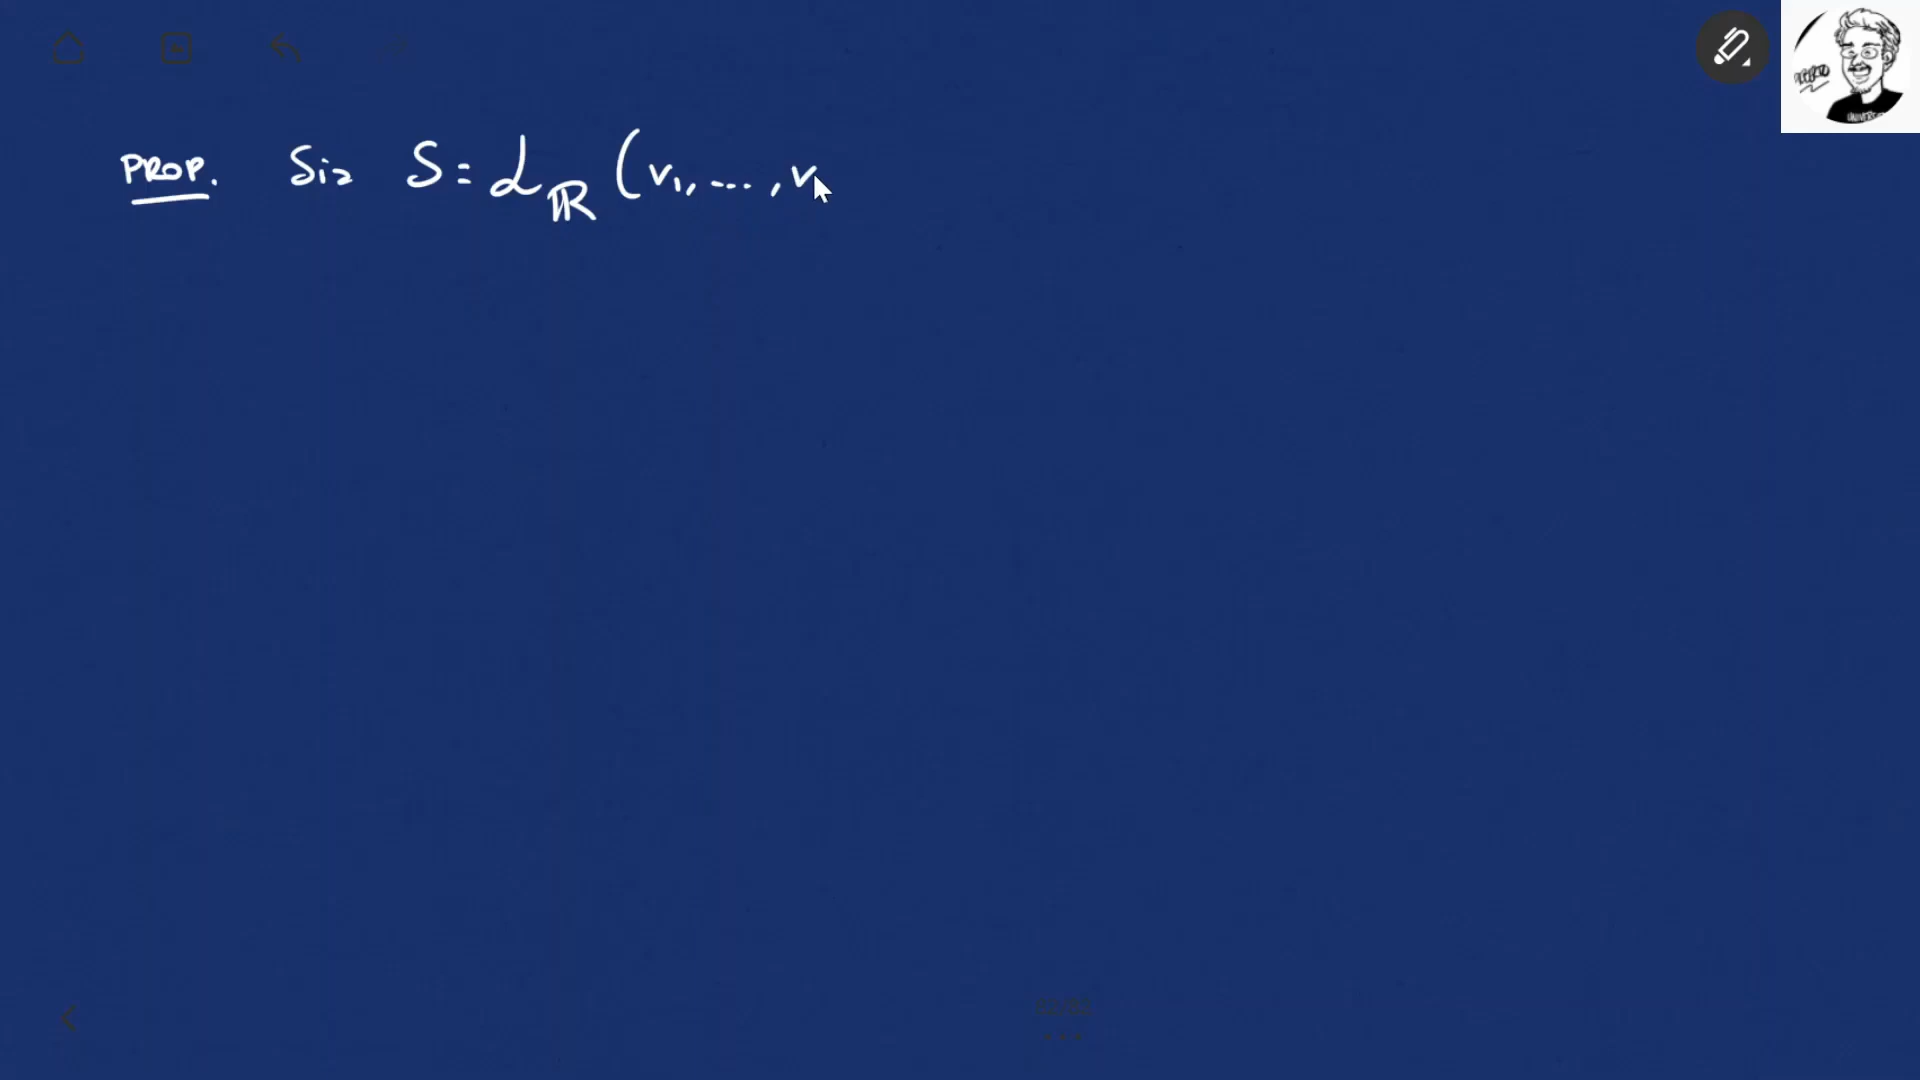 PROP. Sia S = L_ℝ (v₁, ..., v